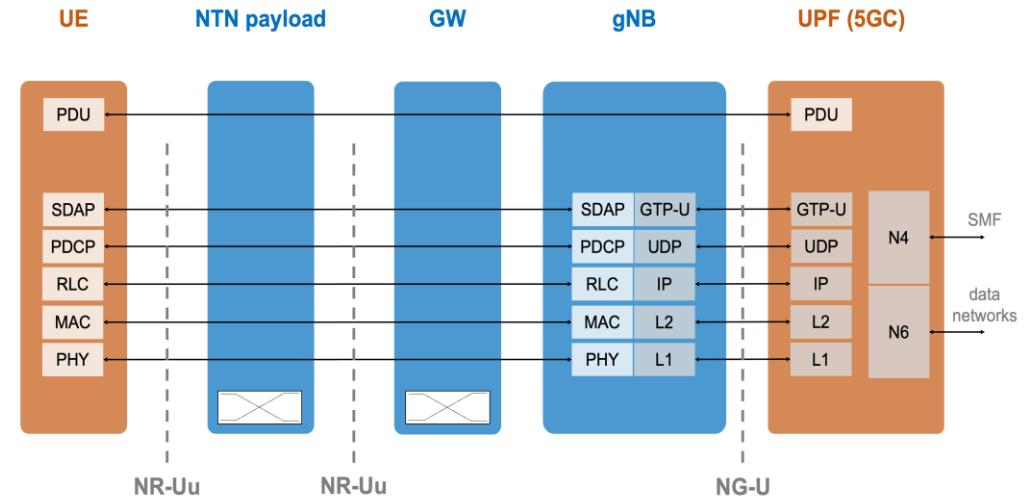 UE
NTN payload
GW
gNB
UPF (5GC)
PDU
PDU
SDAP
SDAP
GTP-U
GTP-U
PDCP
PDCP
UDP
UDP
RLC
RLC
IP
IP
MAC
MAC
L2
L2
PHY
PHY
L1
L1
N4
N6
SMF
data
networks
NR-Uu
NR-Uu
NG-U